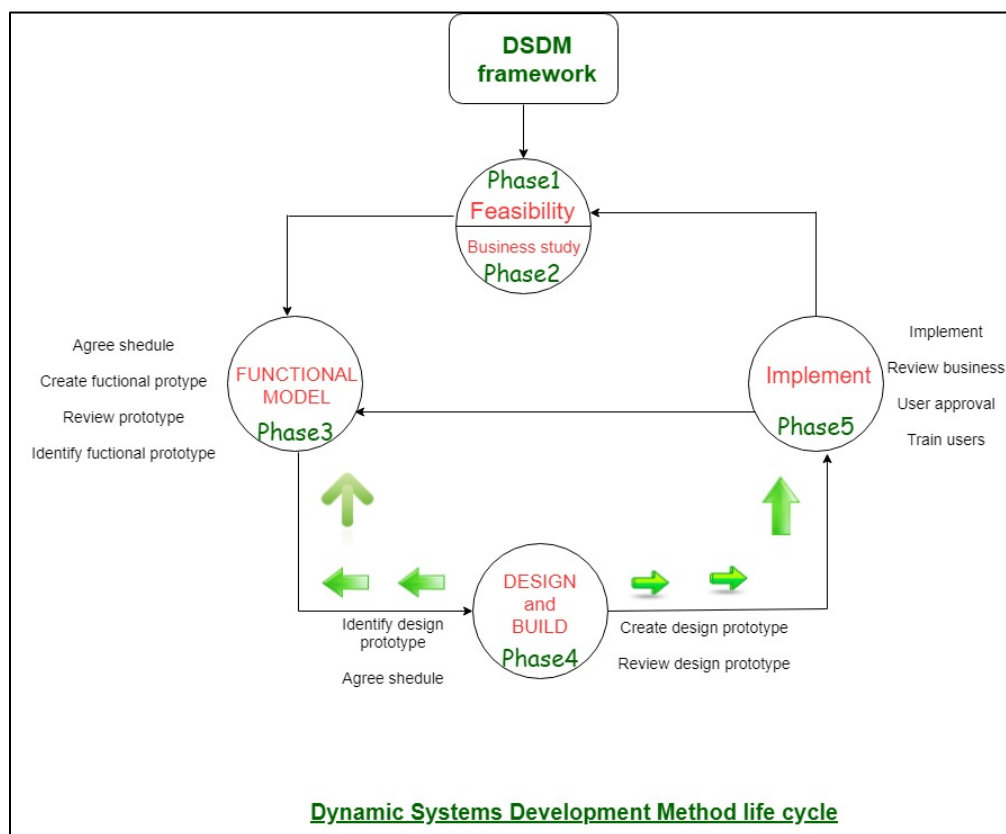 DSDM
framework
Phase1
Feasibility
Business study
Phase2
Agree shedule
Create fuctional protype
Review prototype
Identify fuctional prototype
FUNCTIONAL
MODEL
Phase3
Implement
Phase5
Implement
Review business
User approval
Train users
DESIGN
and
BUILD
Phase4
Identify design
prototype
Agree shedule
Create design prototype
Review design prototype
Dynamic Systems Development Method life cycle